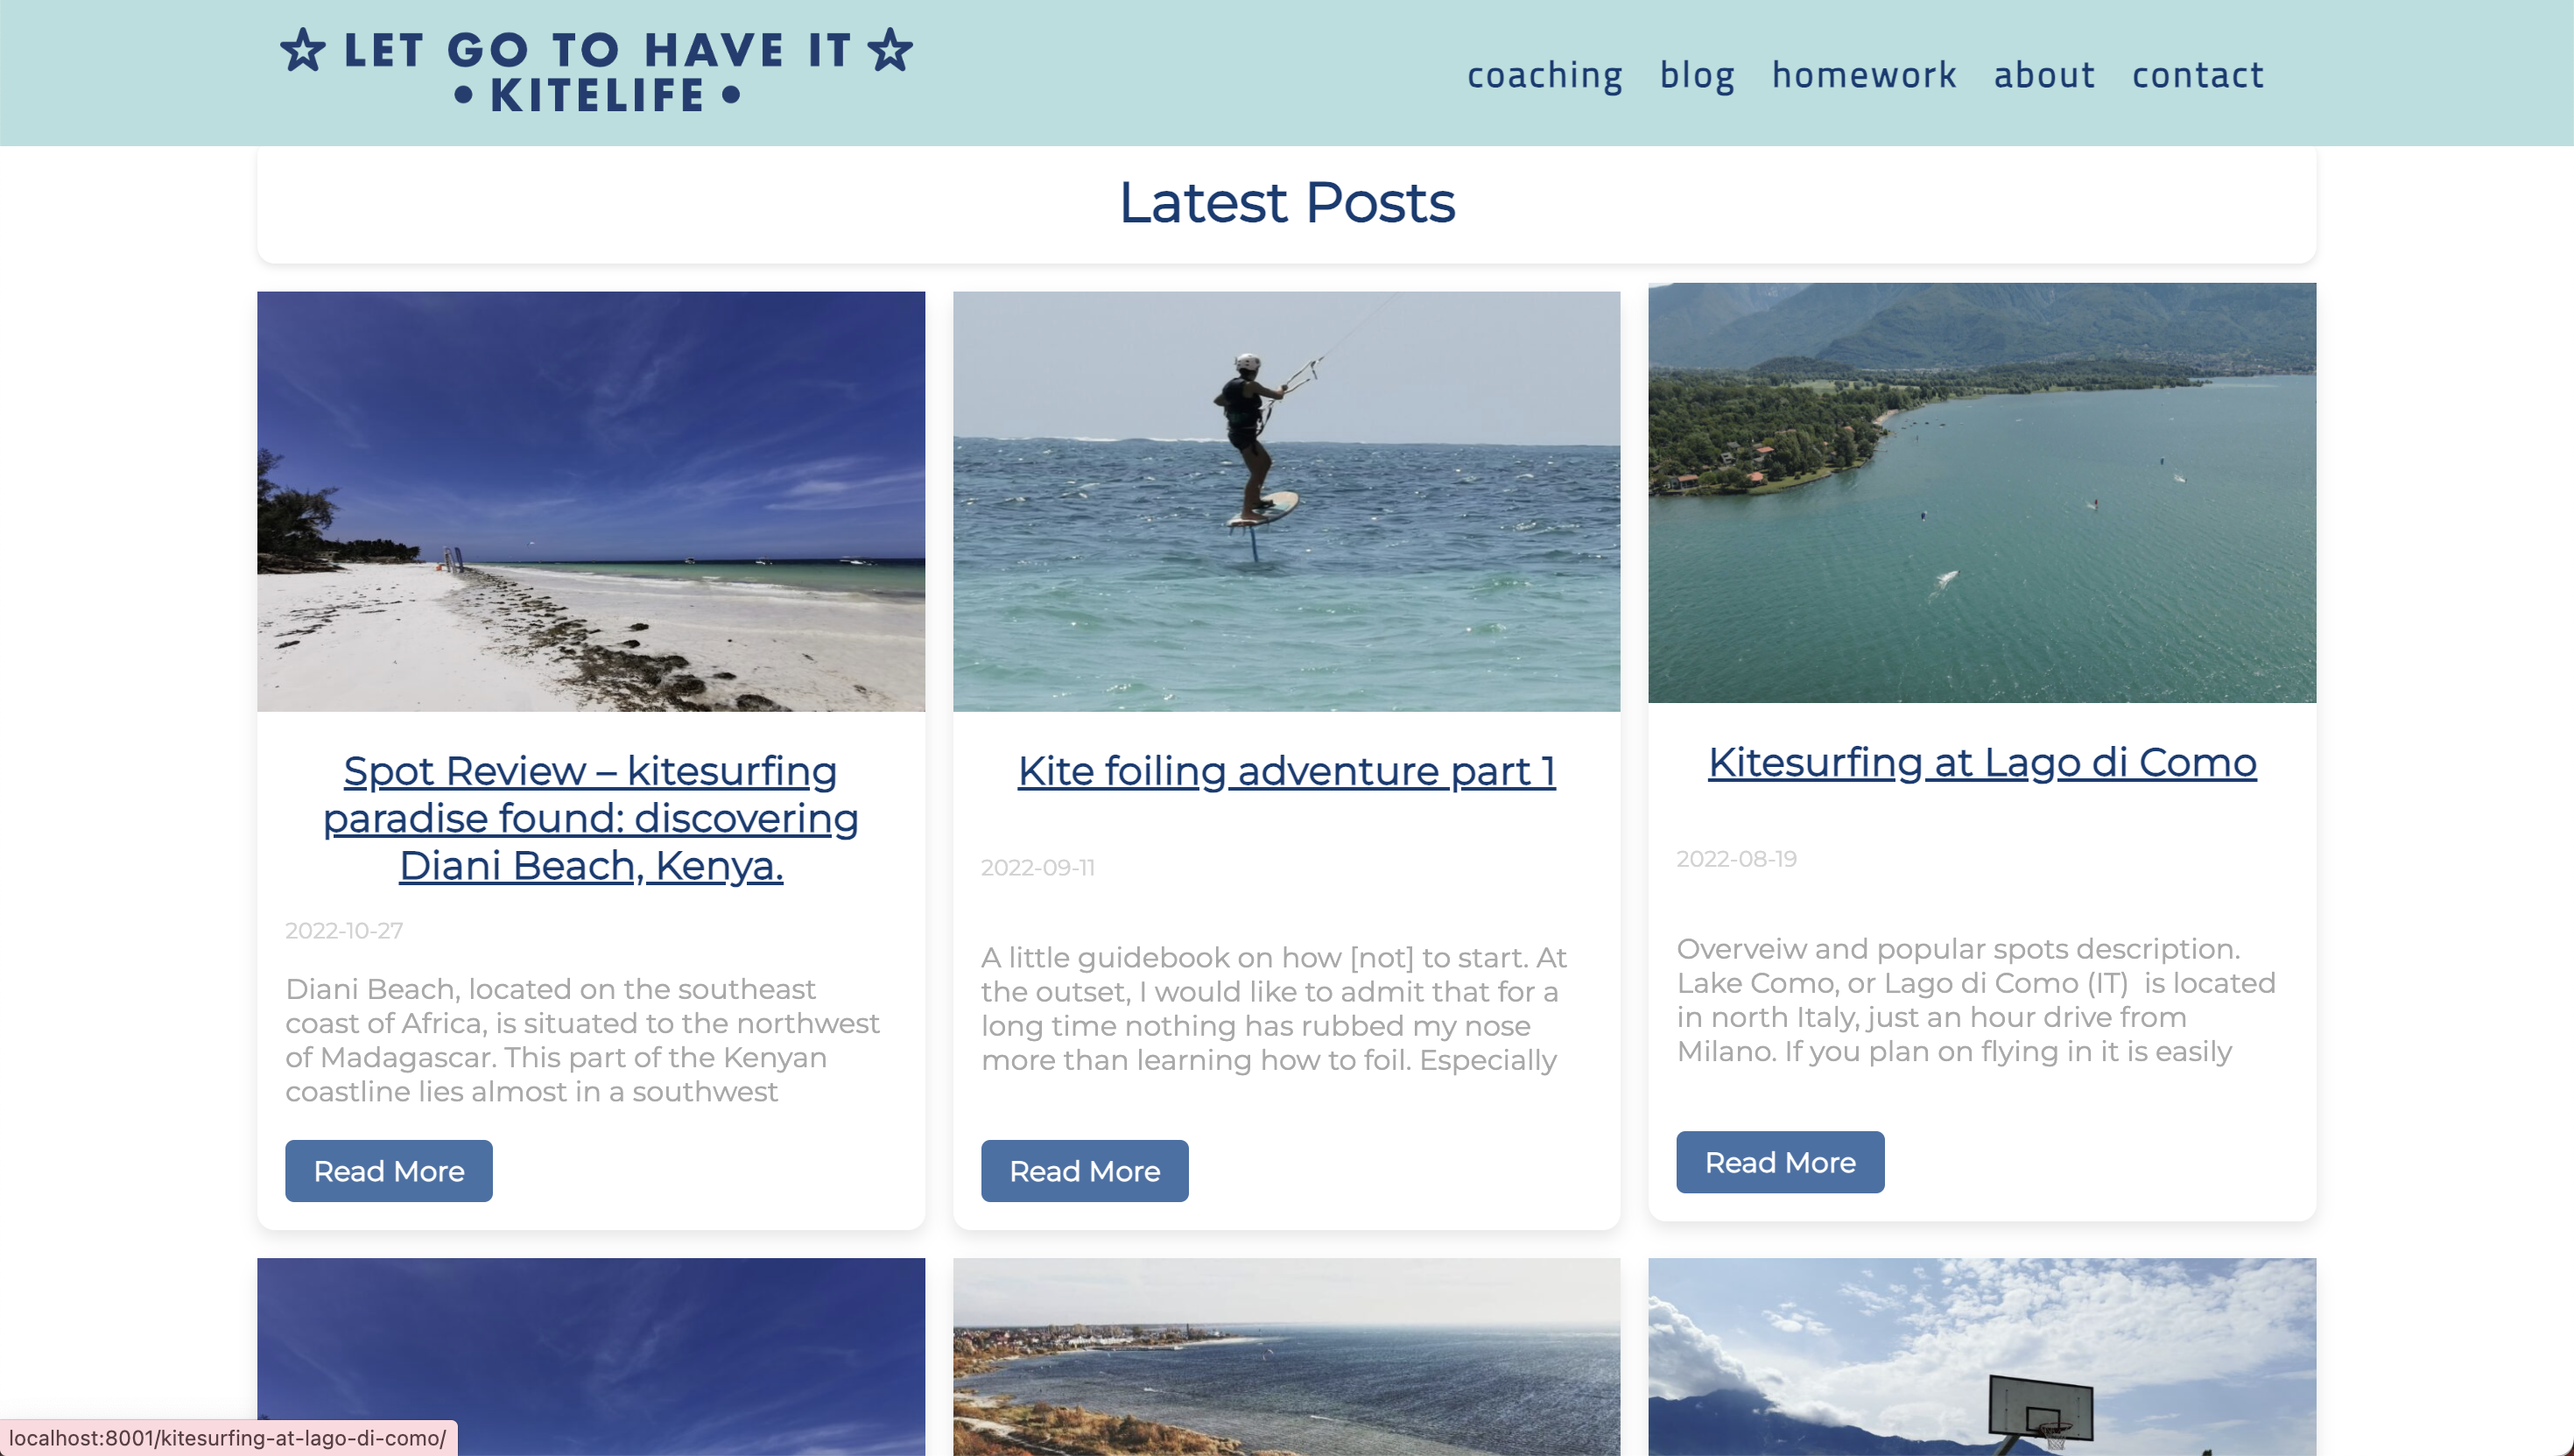 ☆ LET GO TO HAVE IT ☆
• KITELIFE •
coaching blog homework about contact
Latest Posts
Spot Review – kitesurfing
paradise found: discovering
Diani Beach, Kenya.
2022-10-27
Diani Beach, located on the southeast
coast of Africa, is situated to the northwest
of Madagascar. This part of the Kenyan
coastline lies almost in a southwest
Read More
Kite foiling adventure part 1
2022-09-11
A little guidebook on how [not] to start. At
the outset, I would like to admit that for a
long time nothing has rubbed my nose
more than learning how to foil. Especially
Read More
Kitesurfing at Lago di Como
2022-08-19
Overveiw and popular spots description.
Lake Como, or Lago di Como (IT)  is located
in north Italy, just an hour drive from
Milano. If you plan on flying in it is easily
Read More
localhost:8001/kitesurfing-at-lago-di-como/